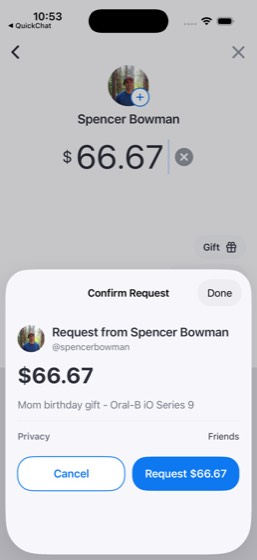 10:53
◀ QuickChat
Spencer Bowman
$66.67
Gift
Confirm Request
Done
Request from Spencer Bowman
@spencerbowman
$66.67
Mom birthday gift - Oral-B iO Series 9
Privacy
Friends
Cancel
Request $66.67